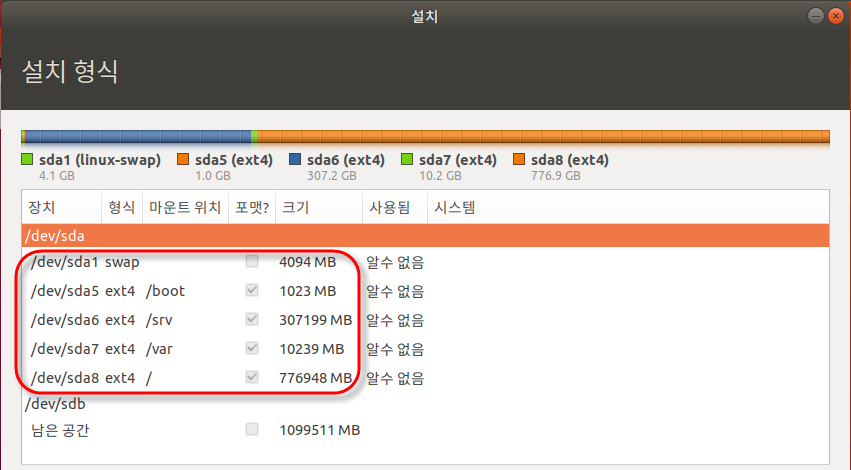 설치
설치 형식
sda1 (linux-swap) sda5 (ext4) sda6 (ext4) sda7 (ext4) sda8 (ext4)
4.1 GB 1.0 GB 307.2 GB 10.2 GB 776.9 GB
장치 형식 마운트 위치 포맷? 크기 사용됨 시스템
/dev/sda
/dev/sda1 swap 4094 MB 알수 없음
/dev/sda5 ext4 /boot 1023 MB 알수 없음
/dev/sda6 ext4 /srv 307199 MB 알수 없음
/dev/sda7 ext4 /var 10239 MB 알수 없음
/dev/sda8 ext4 / 776948 MB 알수 없음
/dev/sdb
남은 공간 1099511 MB